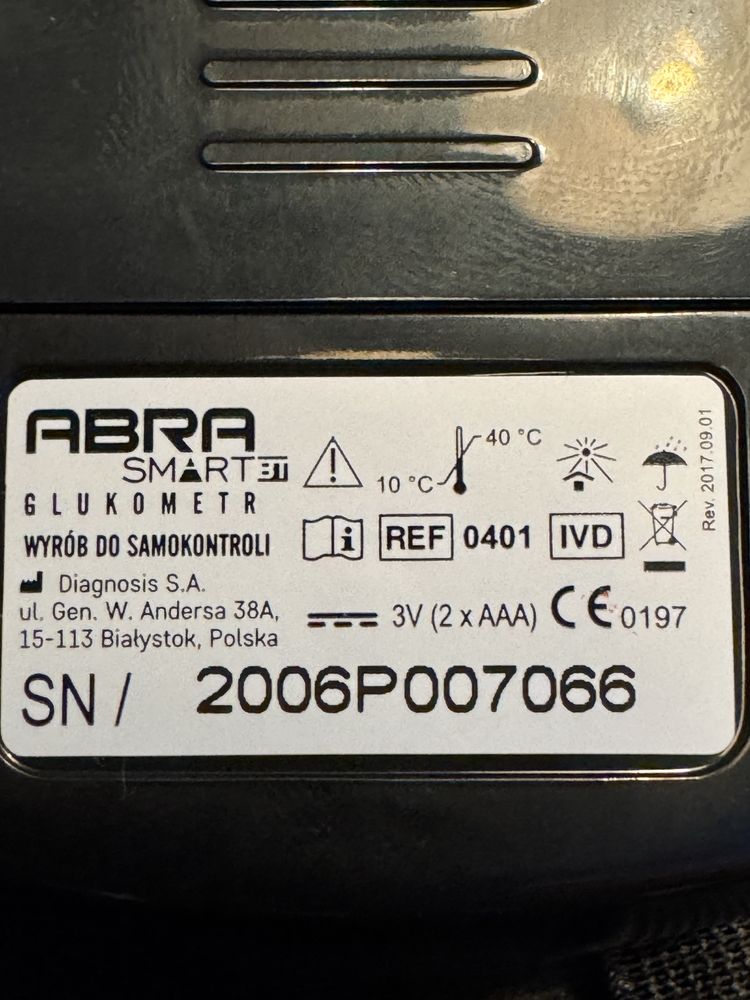 ABRA
SMART BT
GLUKOMETR
WYRÓB DO SAMOKONTROLI
Diagnosis S.A.
ul. Gen. W. Andersa 38A,
15-113 Białystok, Polska
10 °C
40 °C
i
REF 0401 IVD
3V (2 x AAA) CE 0197
Rev. 2017.09.01
SN / 2006P007066